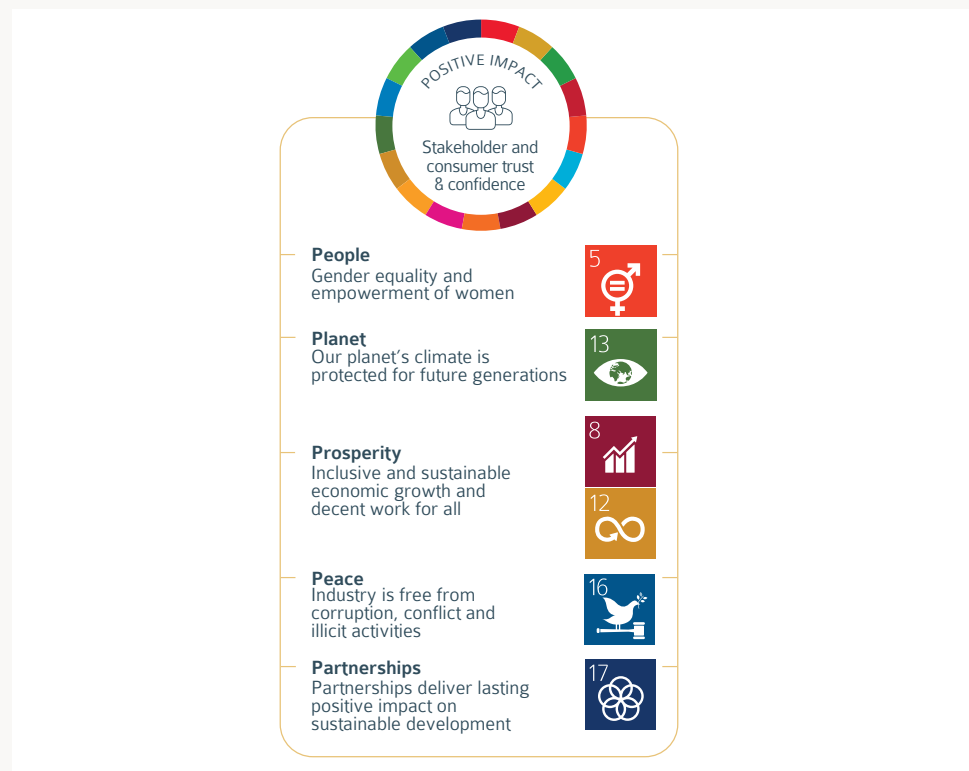 POSITIVE IMPACT
Stakeholder and
consumer trust
& confidence
People
Gender equality and
empowerment of women
5
Planet
Our planet's climate is
protected for future generations
13
Prosperity
Inclusive and sustainable
economic growth and
decent work for all
8
12
Peace
Industry is free from
corruption, conflict and
illicit activities
16
Partnerships
Partnerships deliver lasting
positive impact on
sustainable development
17